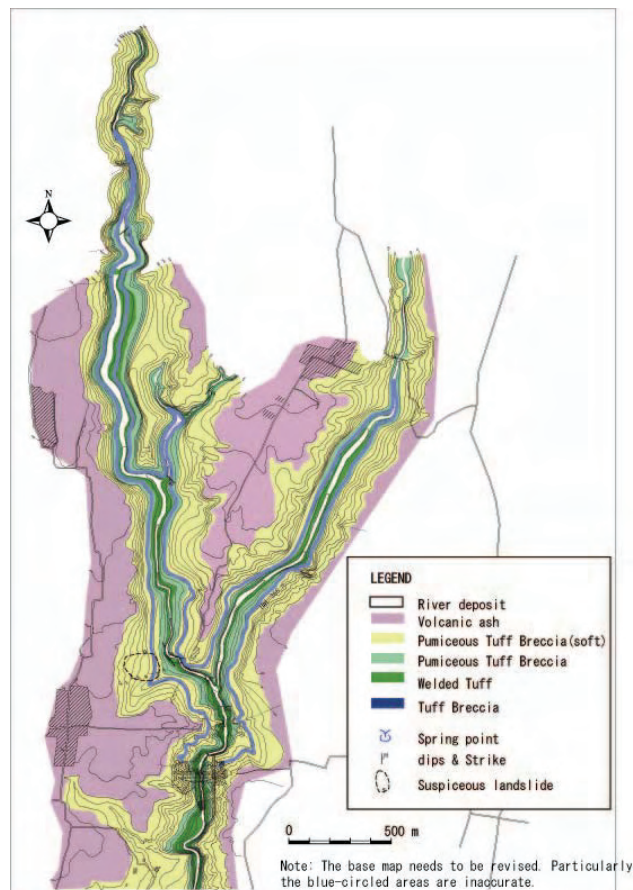 N
LEGEND
River deposit
Volcanic ash
Pumiceous Tuff Breccia(soft)
Pumiceous Tuff Breccia
Welded Tuff
Tuff Breccia
Spring point
dips & Strike
Suspiceous landslide
0 500 m
Note: The base map needs to be revised. Particularly
the blue-circled areas are inaccurate.